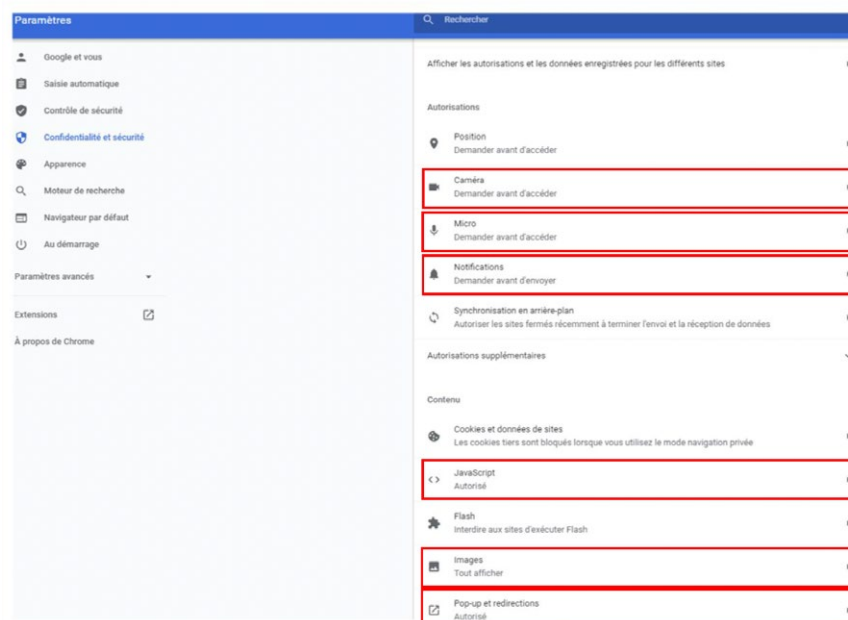 Paramètres
Rechercher
Google et vous
Saisie automatique
Contrôle de sécurité
Confidentialité et sécurité
Apparence
Moteur de recherche
Navigateur par défaut
Au démarrage
Paramètres avancés
Extensions
À propos de Chrome
Afficher les autorisations et les données enregistrées pour les différents sites
Autorisations
Position
Demander avant d'accéder
Caméra
Demander avant d'accéder
Micro
Demander avant d'accéder
Notifications
Demander avant d'envoyer
Synchronisation en arrière-plan
Autoriser les sites fermés récemment à terminer l'envoi et la réception de données
Autorisations supplémentaires
Contenu
Cookies et données de sites
Les cookies tiers sont bloqués lorsque vous utilisez le mode navigation privée
JavaScript
Autorisé
Flash
Interdire aux sites d'exécuter Flash
Images
Tout afficher
Pop-up et redirections
Autorisé